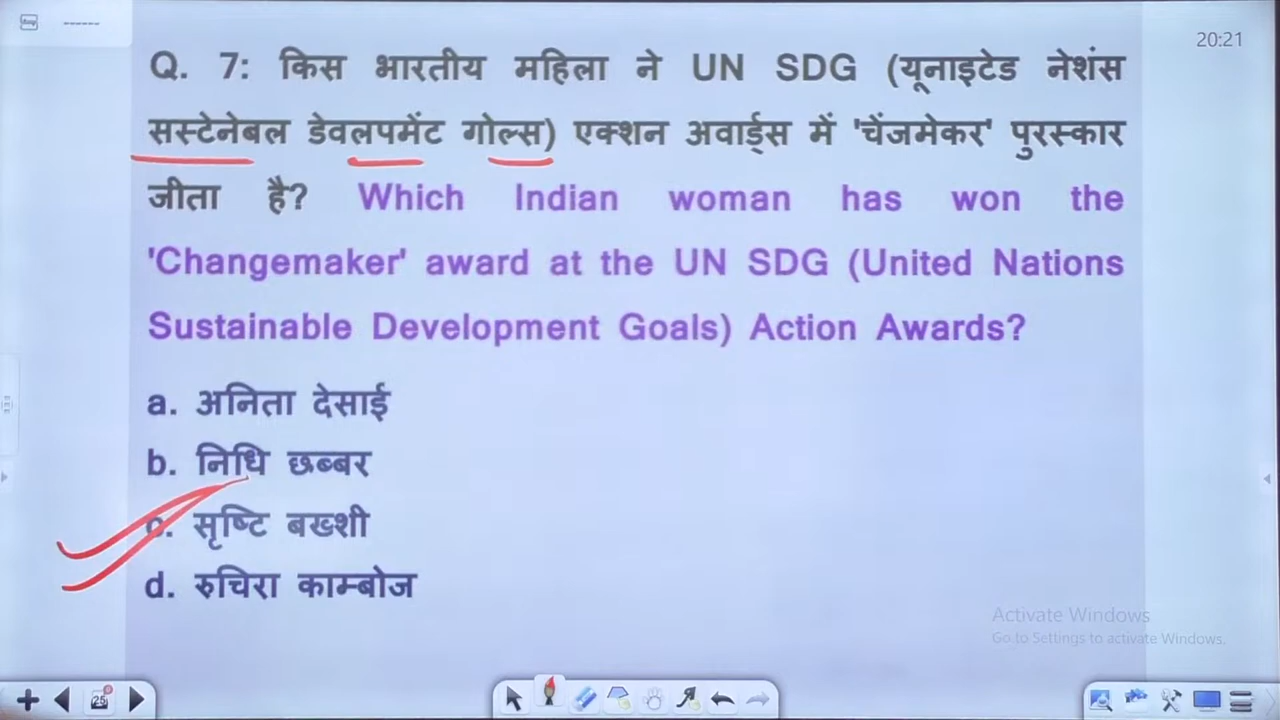 20:21
Q. 7: किस भारतीय महिला ने UN SDG (यूनाइटेड नेशंस
सस्टेनेबल डेवलपमेंट गोल्स) एक्शन अवार्ड्स में 'चेंजमेकर' पुरस्कार
जीता है? Which Indian woman has won the
'Changemaker' award at the UN SDG (United Nations
Sustainable Development Goals) Action Awards?
a. अनिता देसाई
b. निधि छब्बर
c. सृष्टि बख्शी
d. रुचिरा काम्बोज
Activate Windows
Go to Settings to activate Windows.
25